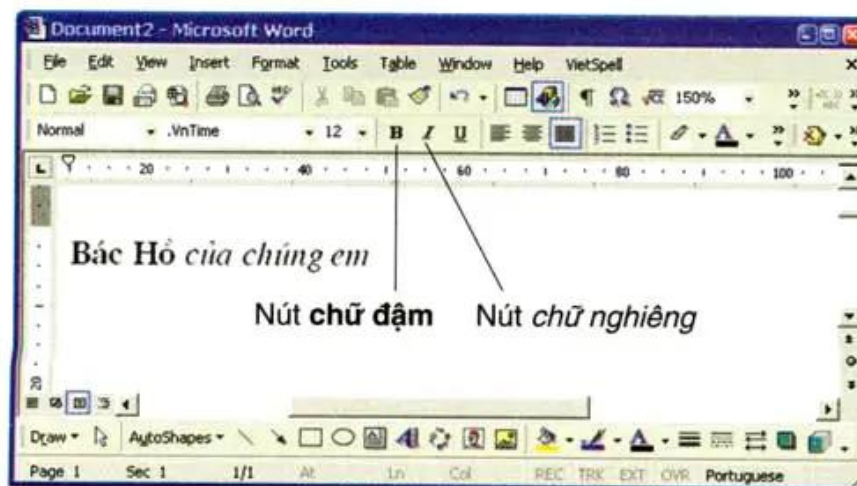 Document2 - Microsoft Word
File Edit View Insert Format Tools Table Window Help VietSpell
150%
Normal .VnTime 12 B I U A
20 40 60 80 100
Bác Hồ của chúng em
Nút chữ đậm Nút chữ nghiêng
20
Draw AutoShapes A
Page 1 Sec 1 1/1 At Ln Col REC TRK EXT OVR Portuguese